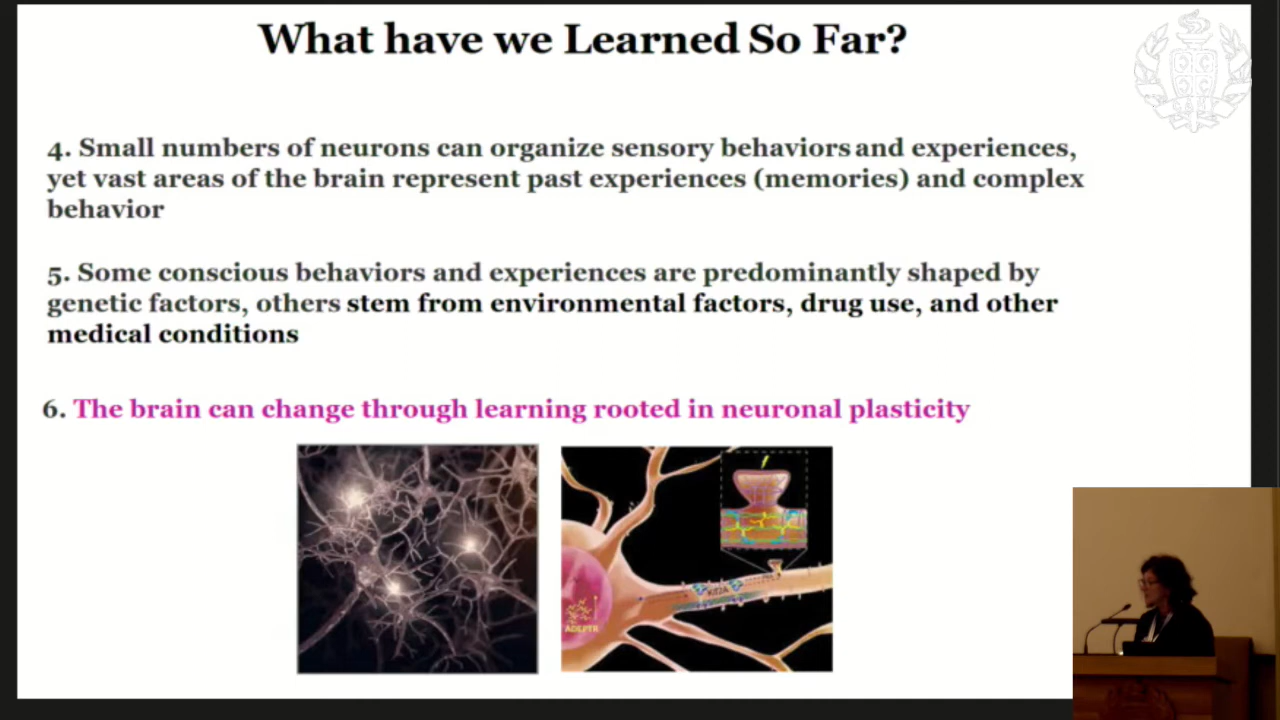 What have we Learned So Far?
4. Small numbers of neurons can organize sensory behaviors and experiences,
yet vast areas of the brain represent past experiences (memories) and complex
behavior
5. Some conscious behaviors and experiences are predominantly shaped by
genetic factors, others stem from environmental factors, drug use, and other
medical conditions
6. The brain can change through learning rooted in neuronal plasticity
Kif2A
ADEPTR